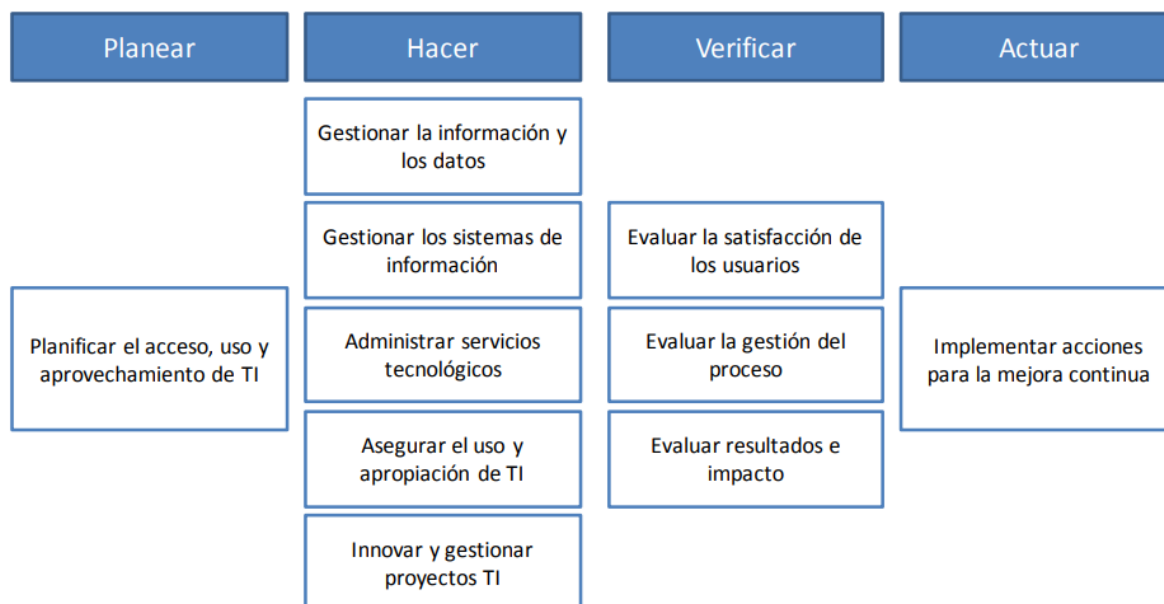 Planear
Hacer
Verificar
Actuar
Gestionar la información y
los datos
Gestionar los sistemas de
información
Evaluar la satisfacción de
los usuarios
Planificar el acceso, uso y
aprovechamiento de TI
Administrar servicios
tecnológicos
Evaluar la gestión del
proceso
Implementar acciones
para la mejora continua
Asegurar el uso y
apropiación de TI
Evaluar resultados e
impacto
Innovar y gestionar
proyectos TI